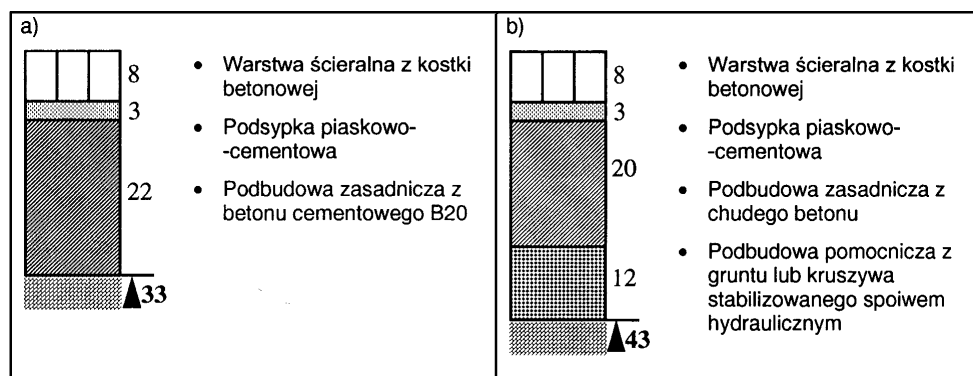 a)
8
3
22
33
• Warstwa ścieralna z kostki
betonowej
• Podsypka piaskowo-
-cementowa
• Podbudowa zasadnicza z
betonu cementowego B20
b)
8
3
20
12
43
• Warstwa ścieralna z kostki
betonowej
• Podsypka piaskowo-
-cementowa
• Podbudowa zasadnicza z
chudego betonu
• Podbudowa pomocnicza z
gruntu lub kruszywa
stabilizowanego spoiwem
hydraulicznym